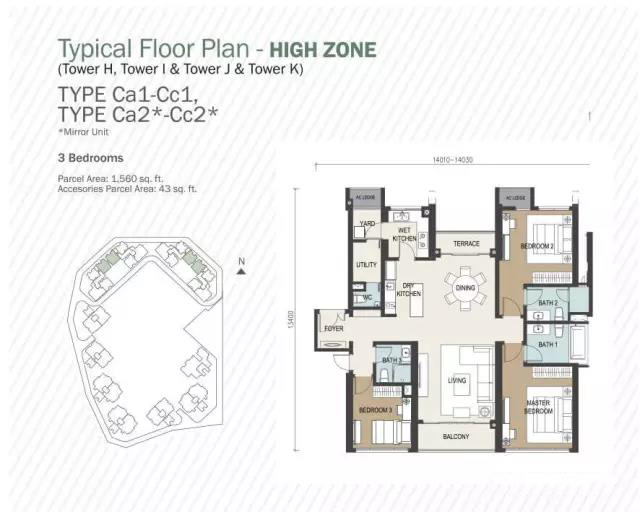 Typical Floor Plan - HIGH ZONE
(Tower H, Tower I & Tower J & Tower K)
TYPE Ca1-Cc1,
TYPE Ca2*-Cc2*
*Mirror Unit
3 Bedrooms
Parcel Area: 1,560 sq. ft.
Accesories Parcel Area: 43 sq. ft.
N
14010-14030
13400
AC LEDGE
AC LEDGE
YARD
WET
KITCHEN
TERRACE
BEDROOM 2
UTILITY
DRY
KITCHEN
DINING
WC
BATH 2
FOYER
BATH 1
BATH 3
LIVING
BEDROOM 3
MASTER
BEDROOM
BALCONY